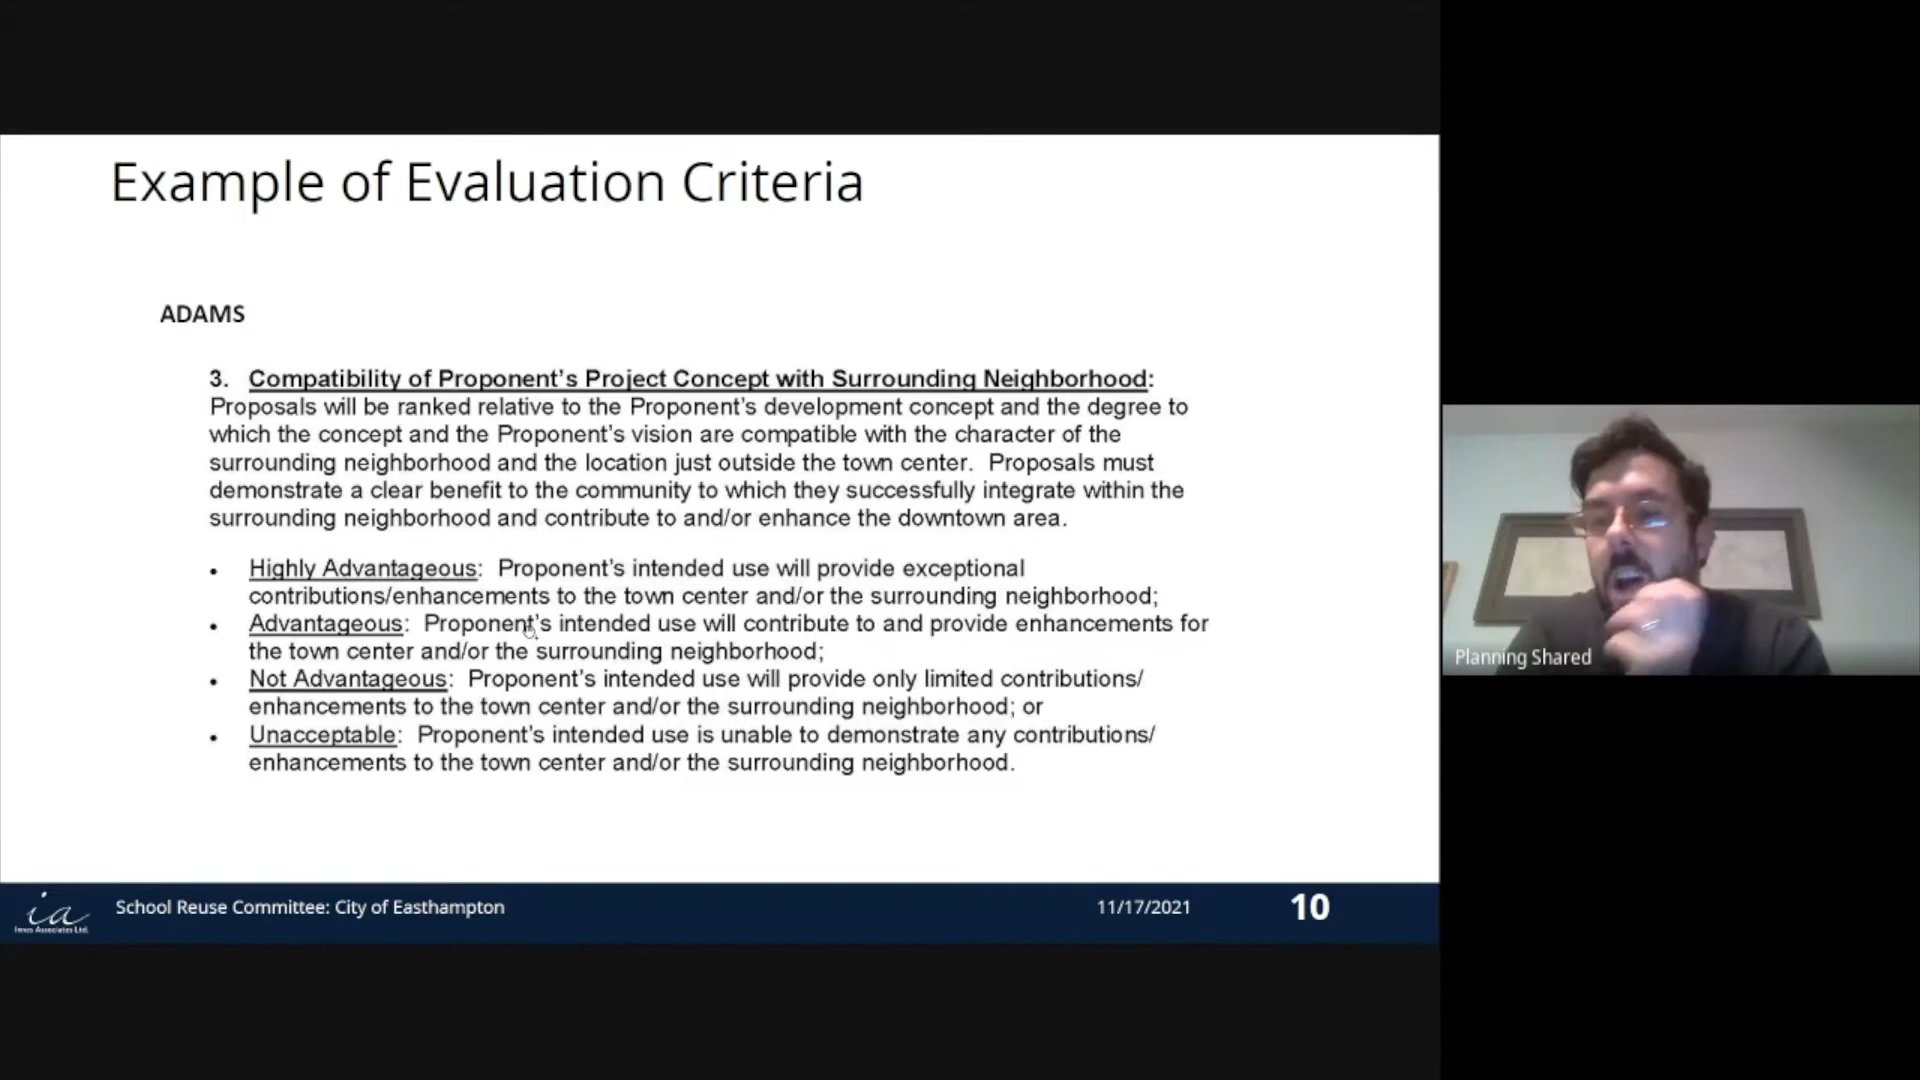 Example of Evaluation Criteria
ADAMS
3. Compatibility of Proponent's Project Concept with Surrounding Neighborhood:
Proposals will be ranked relative to the Proponent's development concept and the degree to
which the concept and the Proponent's vision are compatible with the character of the
surrounding neighborhood and the location just outside the town center. Proposals must
demonstrate a clear benefit to the community to which they successfully integrate within the
surrounding neighborhood and contribute to and/or enhance the downtown area.
• Highly Advantageous: Proponent's intended use will provide exceptional
contributions/enhancements to the town center and/or the surrounding neighborhood;
• Advantageous: Proponent's intended use will contribute to and provide enhancements for
the town center and/or the surrounding neighborhood;
• Not Advantageous: Proponent's intended use will provide only limited contributions/
enhancements to the town center and/or the surrounding neighborhood; or
• Unacceptable: Proponent's intended use is unable to demonstrate any contributions/
enhancements to the town center and/or the surrounding neighborhood.
Planning Shared
ia
Innes Associates Ltd.
School Reuse Committee: City of Easthampton
11/17/2021
10